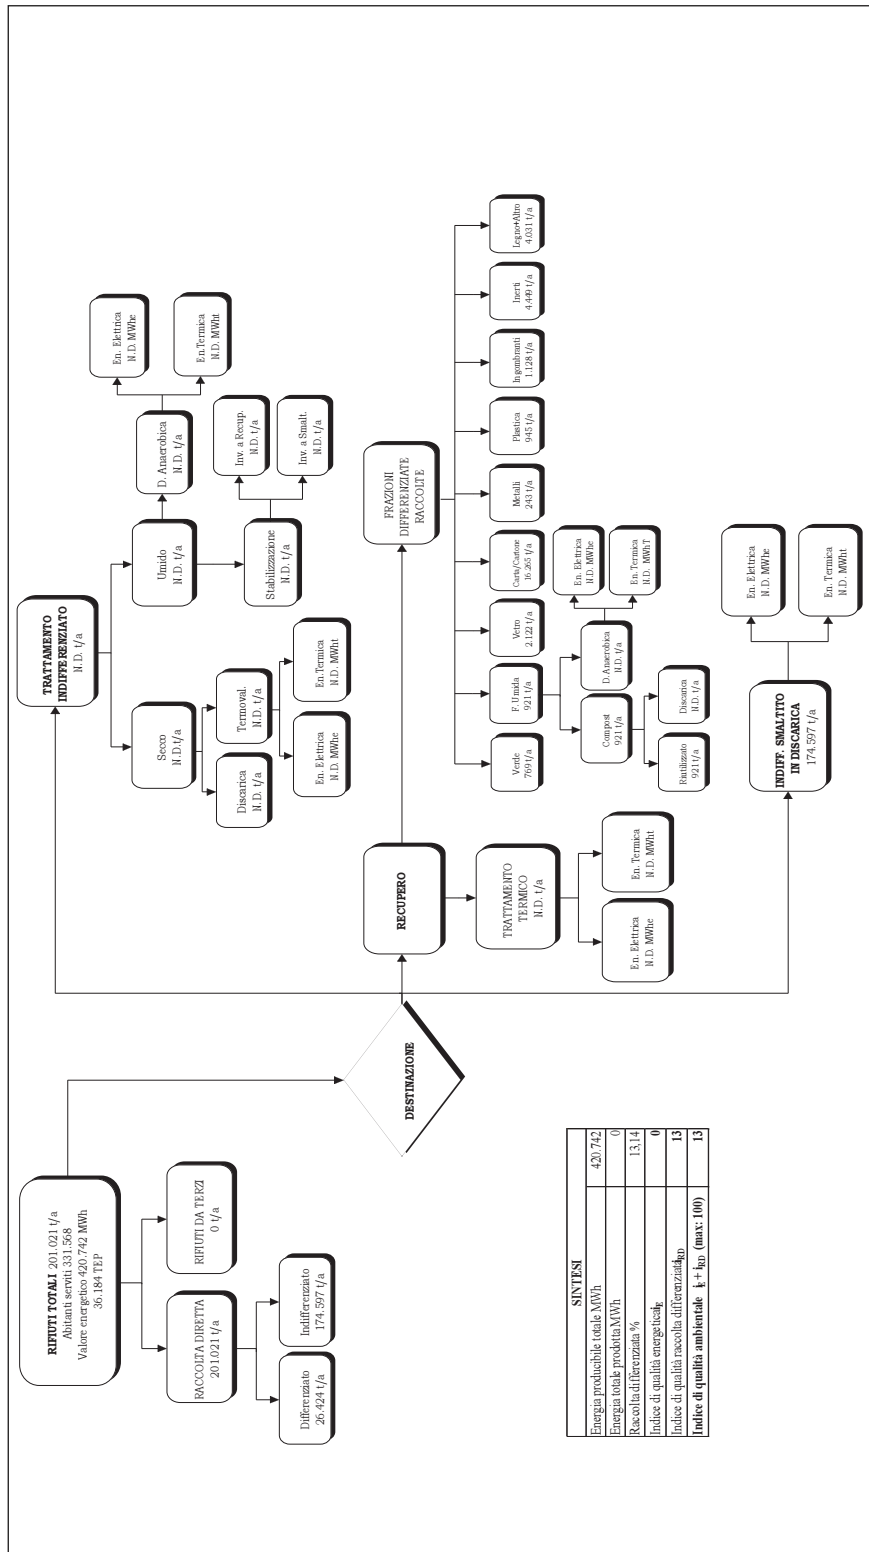 RIFIUTI TOTALI 201.021 t/a
Abitanti serviti 331.568
Valore energetico 420.742 MWh
36.184 TEP
RACCOLTA DIRETTA
201.021 t/a
RIFIUTI DA TERZI
0 t/a
Differenziato
26.424 t/a
Indifferenziato
174.597 t/a
DESTINAZIONE
TRATTAMENTO
INDIFFERENZIATO
N.D. t/a
Secco
N.D.t/a
Umido
N.D. t/a
Discarica
N.D. t/a
Termoval.
N.D. t/a
En. Elettrica
N.D. MWhe
En.Termica
N.D. MWht
D. Anaerobica
N.D. t/a
En. Elettrica
N.D. MWhe
En.Termica
N.D. MWht
Stabilizzazione
N.D. t/a
Inv. a Recup.
N.D. t/a
Inv. a Smalt.
N.D. t/a
RECUPERO
TRATTAMENTO
TERMICO
N.D. t/a
En. Elettrica
N.D. MWhe
En. Termica
N.D. MWht
FRAZIONI
DIFFERENZIATE
RACCOLTE
Verde
769 t/a
F. Umida
921 t/a
Vetro
2.122 t/a
Carta/Cartone
16.265 t/a
Metalli
243 t/a
Plastica
945 t/a
Ingombranti
1.128 t/a
Inerti
4.449 t/a
Legno+Altro
4.031 t/a
Compost
921 t/a
D.Anaerobica
N.D. t/a
En. Elettrica
N.D. MWhe
En. Termica
N.D. MWhT
Riutilizzato
921 t/a
Discarica
N.D. t/a
INDIFF. SMALTITO
IN DISCARICA
174.597 t/a
En. Elettrica
N.D. MWhe
En. Termica
N.D. MWht
SINTESI
Energia producibile totale MWh 420.742
Energia totale prodotta MWh 0
Raccolta differenziata % 13,14
Indice di qualità energetica iE 0
Indice di qualità raccolta differenziata iRD 13
Indice di qualità ambientale iE + iRD (max: 100) 13